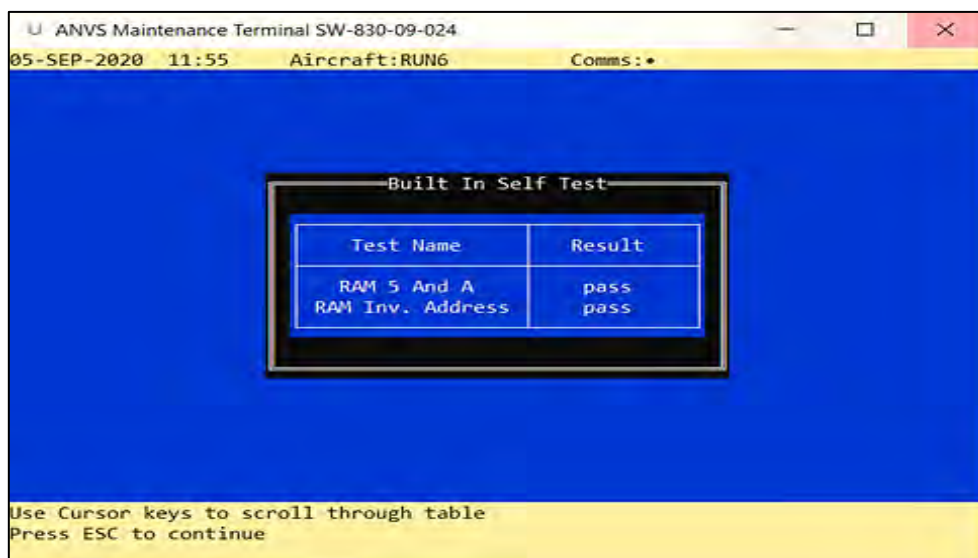 ANVS Maintenance Terminal SW-830-09-024
05-SEP-2020 11:55 Aircraft:RUN6 Comms:•
Built In Self Test
Test Name Result
RAM 5 And A pass
RAM Inv. Address pass
Use Cursor keys to scroll through table
Press ESC to continue